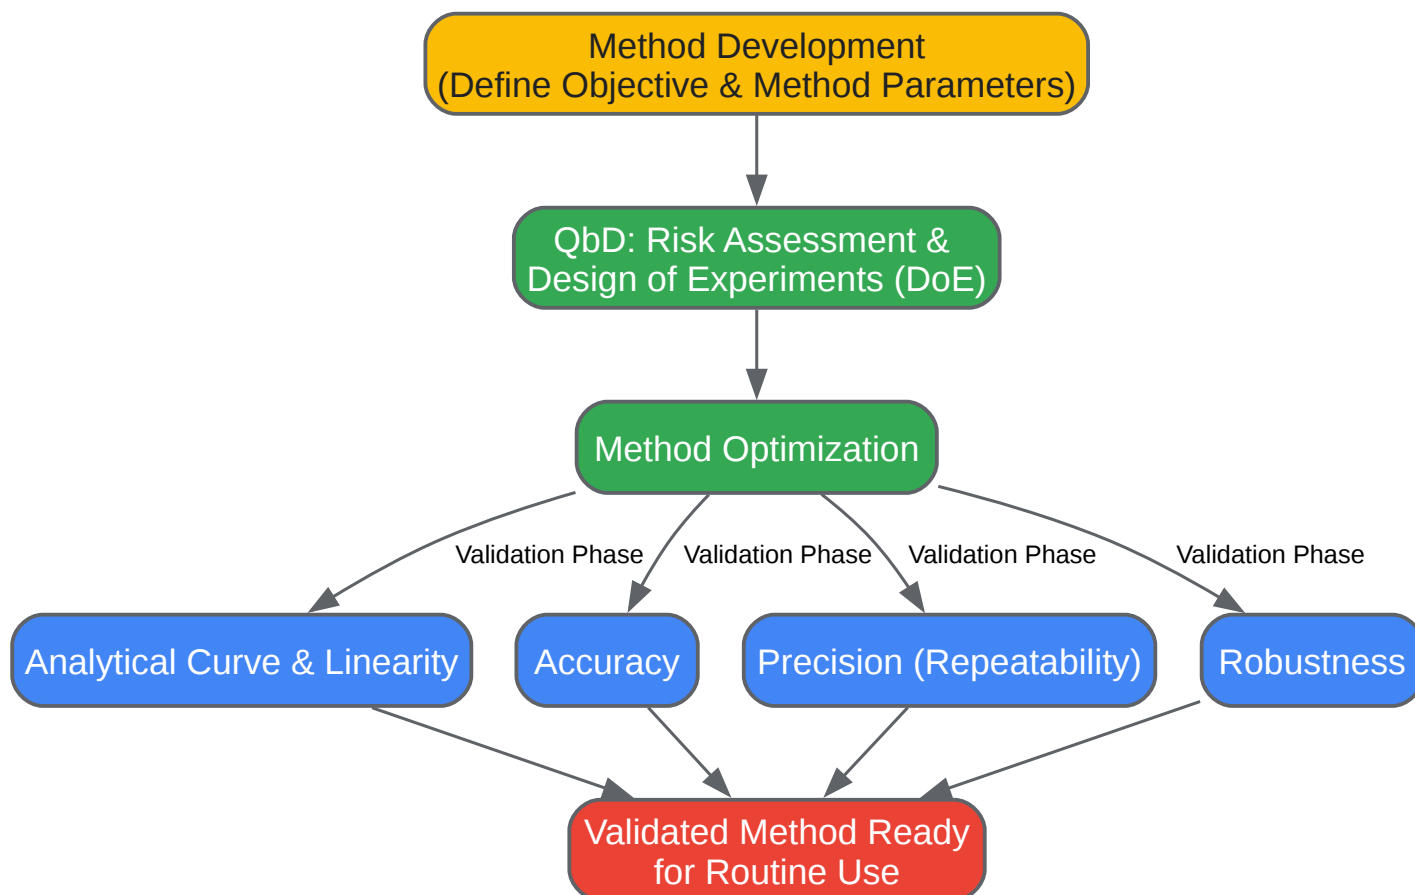 Method Development
(Define Objective & Method Parameters)
QbD: Risk Assessment &
Design of Experiments (DoE)
Method Optimization
Validation Phase
Validation Phase
Validation Phase
Validation Phase
Analytical Curve & Linearity
Accuracy
Precision (Repeatability)
Robustness
Validated Method Ready
for Routine Use